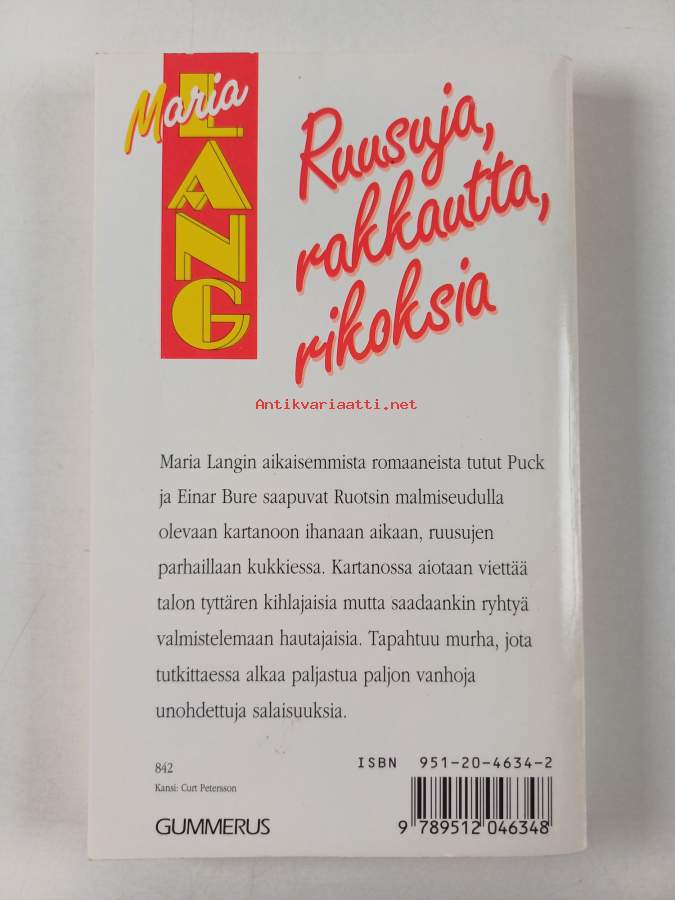 Maria
LANG
Ruusuja,
rakkautta,
rikoksia
Antikvariaatti.net
Maria Langin aikaisemmista romaaneista tutut Puck
ja Einar Bure saapuvat Ruotsin malmiseudulla
olevaan kartanoon ihanaan aikaan, ruusujen
parhaillaan kukkiessa. Kartanossa aiotaan viettää
talon tyttären kihlajaisia mutta saadaankin ryhtyä
valmistelemaan hautajaisia. Tapahtuu murha, jota
tutkittaessa alkaa paljastua paljon vanhoja
unohdettuja salaisuuksia.
842
Kansi: Curt Petersson
GUMMERUS
ISBN 951-20-4634-2
9 789512 046348